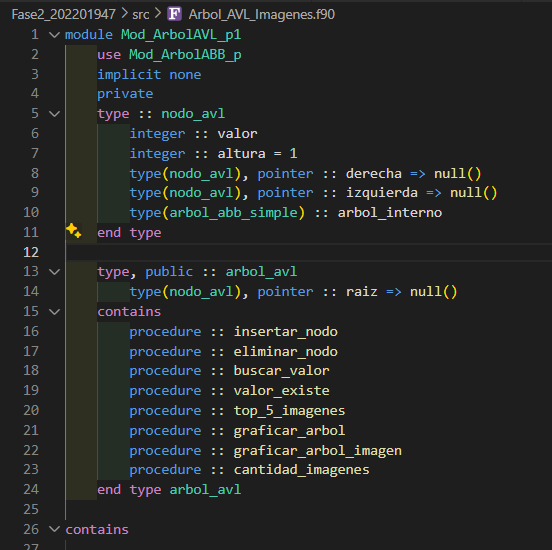 Fase2_202201947 > src > F Arbol_AVL_Imagenes.f90
1 module Mod_ArbolAVL_p1
2     use Mod_ArbolABB_p
3     implicit none
4     private
5     type :: nodo_avl
6         integer :: valor
7         integer :: altura = 1
8         type(nodo_avl), pointer :: derecha => null()
9         type(nodo_avl), pointer :: izquierda => null()
10         type(arbol_abb_simple) :: arbol_interno
11     end type
12
13     type, public :: arbol_avl
14         type(nodo_avl), pointer :: raiz => null()
15     contains
16         procedure :: insertar_nodo
17         procedure :: eliminar_nodo
18         procedure :: buscar_valor
19         procedure :: valor_existe
20         procedure :: top_5_imagenes
21         procedure :: graficar_arbol
22         procedure :: graficar_arbol_imagen
23         procedure :: cantidad_imagenes
24     end type arbol_avl
25
26 contains
27